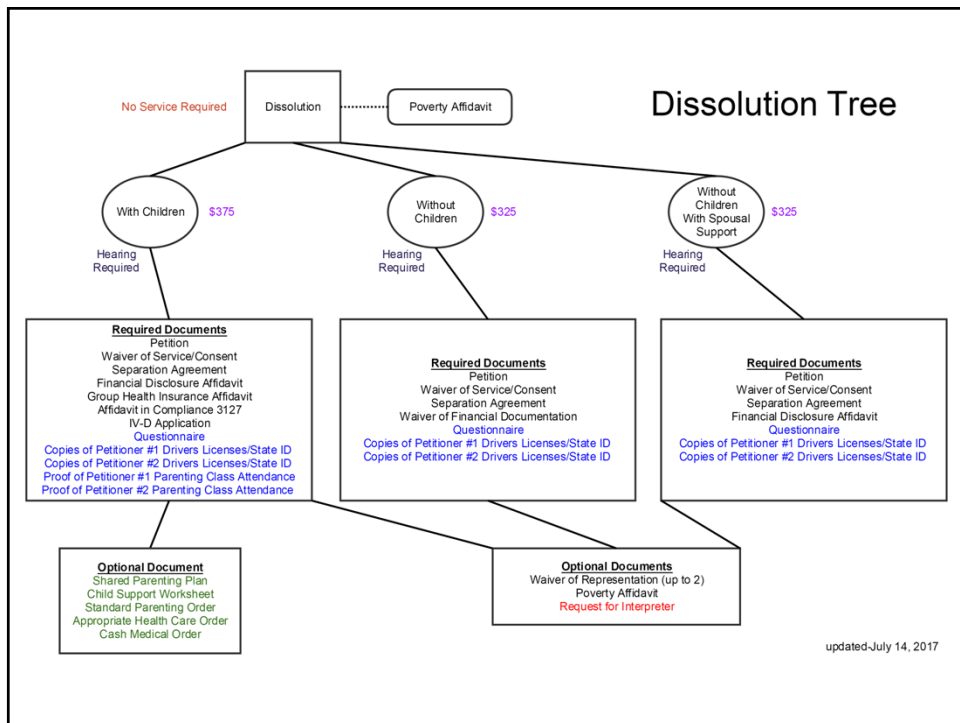 Dissolution Tree
No Service Required
Dissolution
Poverty Affidavit
With Children
$375
Hearing
Required
Without
Children
$325
Hearing
Required
Without
Children
With Spousal
Support
$325
Hearing
Required
Required Documents
Petition
Waiver of Service/Consent
Separation Agreement
Financial Disclosure Affidavit
Group Health Insurance Affidavit
Affidavit in Compliance 3127
IV-D Application
Questionnaire
Copies of Petitioner #1 Drivers Licenses/State ID
Copies of Petitioner #2 Drivers Licenses/State ID
Proof of Petitioner #1 Parenting Class Attendance
Proof of Petitioner #2 Parenting Class Attendance
Required Documents
Petition
Waiver of Service/Consent
Separation Agreement
Waiver of Financial Documentation
Questionnaire
Copies of Petitioner #1 Drivers Licenses/State ID
Copies of Petitioner #2 Drivers Licenses/State ID
Required Documents
Petition
Waiver of Service/Consent
Separation Agreement
Financial Disclosure Affidavit
Questionnaire
Copies of Petitioner #1 Drivers Licenses/State ID
Copies of Petitioner #2 Drivers Licenses/State ID
Optional Document
Shared Parenting Plan
Child Support Worksheet
Standard Parenting Order
Appropriate Health Care Order
Cash Medical Order
Optional Documents
Waiver of Representation (up to 2)
Poverty Affidavit
Request for Interpreter
updated-July 14, 2017